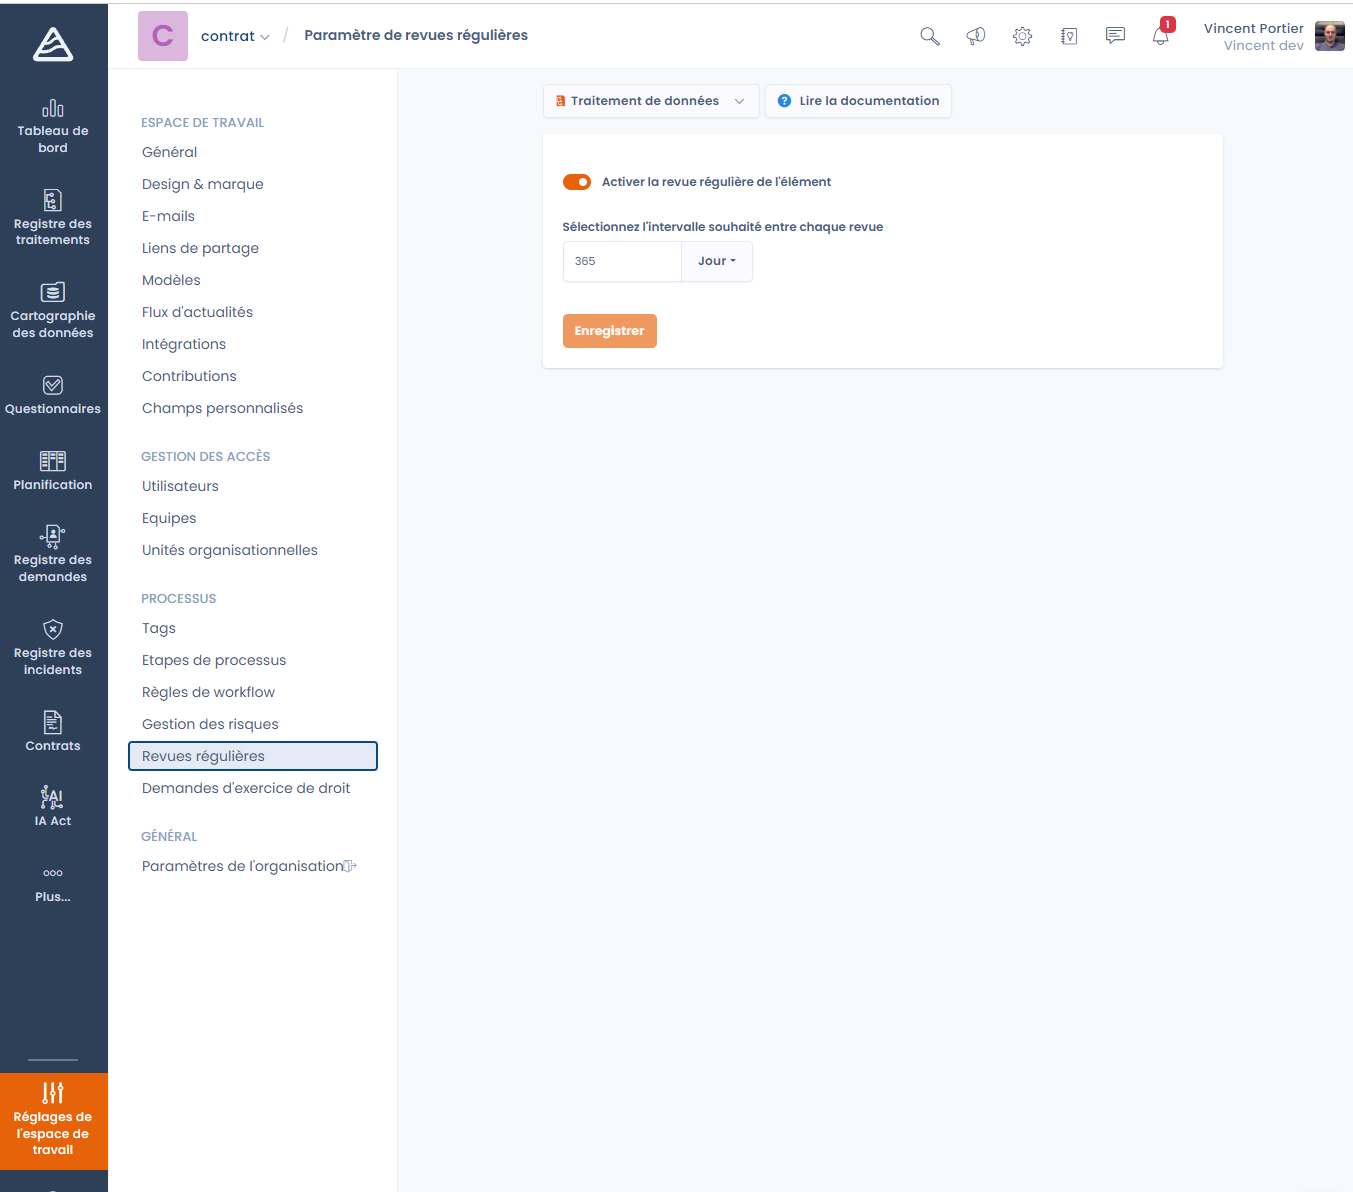 C
contrat
/
Paramètre de revues régulières
1
Vincent Portier
Vincent dev
Tableau de
bord
Registre des
traitements
Cartographie
des données
Questionnaires
Planification
Registre des
demandes
Registre des
incidents
Contrats
AI
IA Act
Plus...
Réglages de
l'espace de
travail
ESPACE DE TRAVAIL
Général
Design & marque
E-mails
Liens de partage
Modèles
Flux d'actualités
Intégrations
Contributions
Champs personnalisés
GESTION DES ACCÈS
Utilisateurs
Equipes
Unités organisationnelles
PROCESSUS
Tags
Etapes de processus
Règles de workflow
Gestion des risques
Revues régulières
Demandes d'exercice de droit
GÉNÉRAL
Paramètres de l'organisation
Traitement de données
? Lire la documentation
Activer la revue régulière de l'élément
Sélectionnez l'intervalle souhaité entre chaque revue
365
Jour
Enregistrer